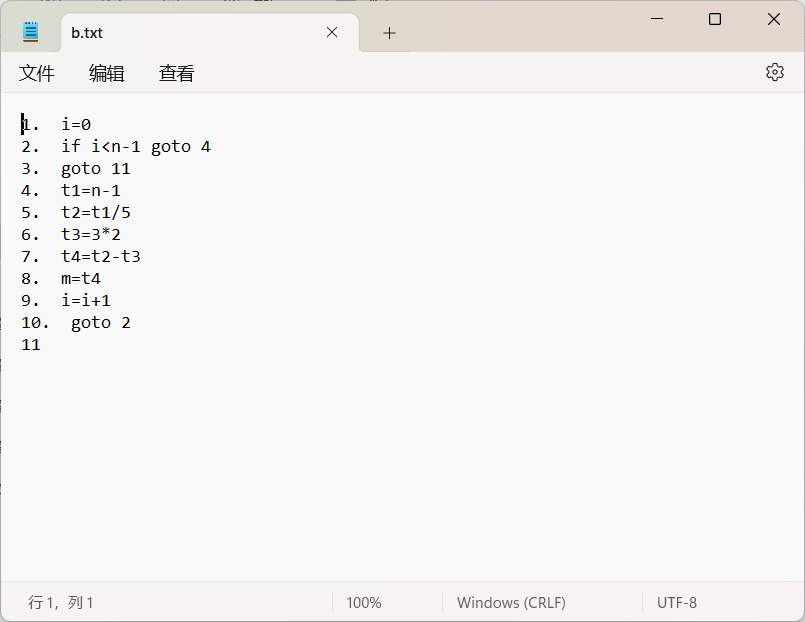 b.txt
文件 编辑 查看
1.  i=0
2.  if i<n-1 goto 4
3.  goto 11
4.  t1=n-1
5.  t2=t1/5
6.  t3=3*2
7.  t4=t2-t3
8.  m=t4
9.  i=i+1
10.  goto 2
11
行 1，列 1 100% Windows (CRLF) UTF-8